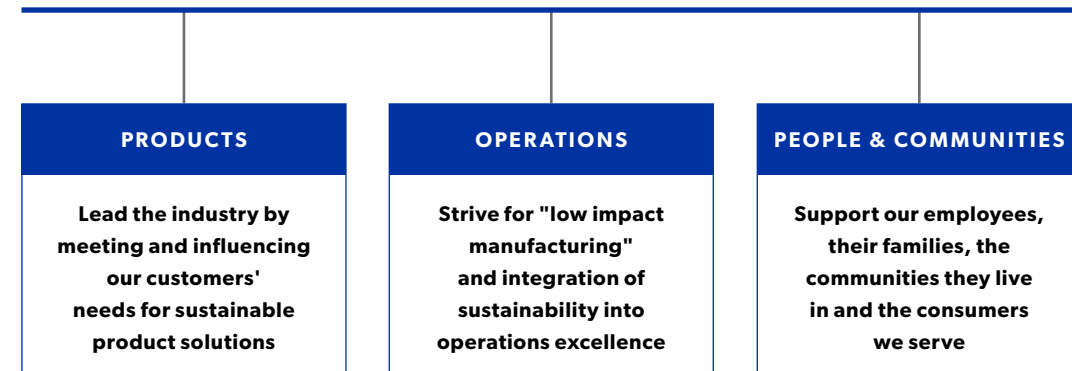 PRODUCTS
Lead the industry by
meeting and influencing
our customers'
needs for sustainable
product solutions
OPERATIONS
Strive for "low impact
manufacturing"
and integration of
sustainability into
operations excellence
PEOPLE & COMMUNITIES
Support our employees,
their families, the
communities they live
in and the consumers
we serve